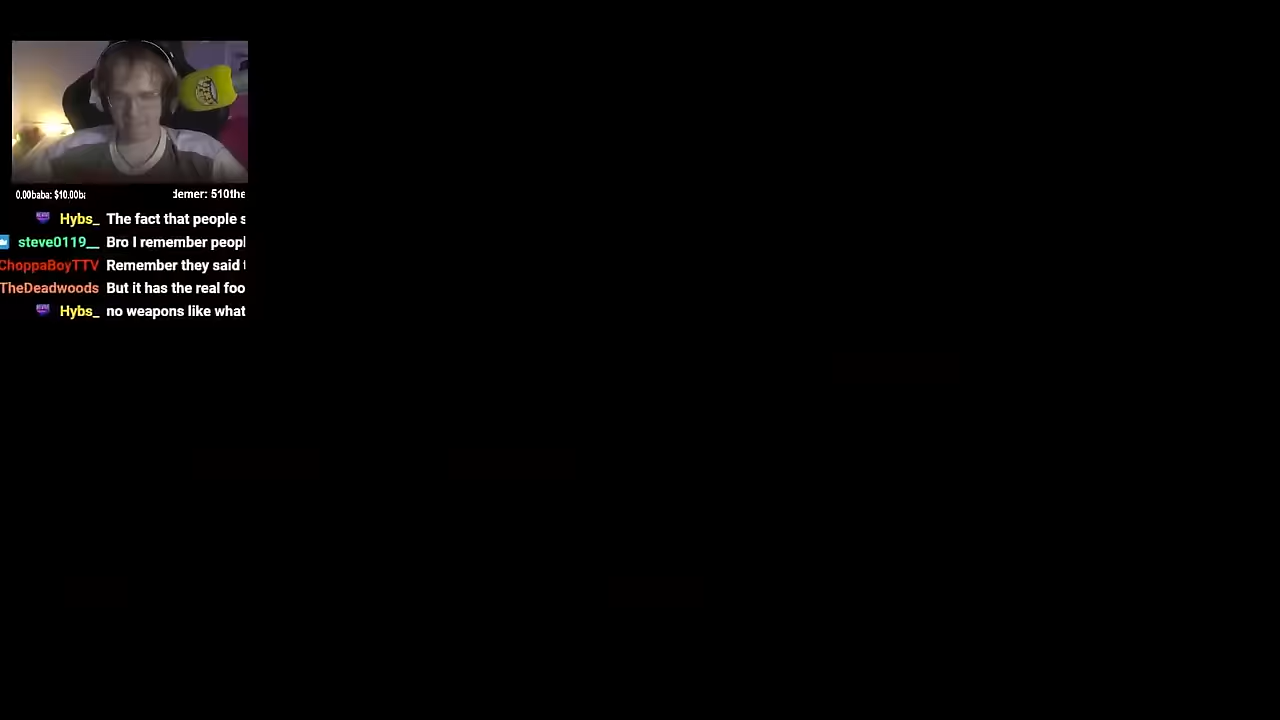 0.00baba: $10.00ba
demer: 510the
Hybs_ The fact that people s
steve0119__ Bro I remember peopl
ChoppaBoyTTV Remember they said t
TheDeadwoods But it has the real foo
Hybs_ no weapons like what